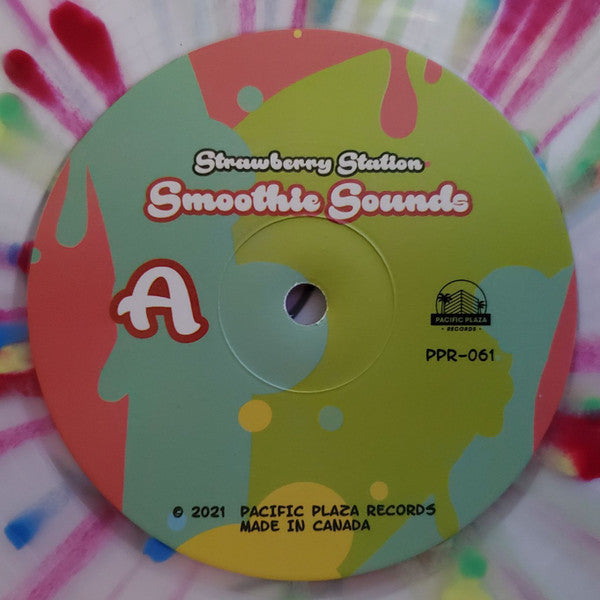 Strawberry Station
Smoothie Sounds
A
PACIFIC PLAZA
RECORDS
PPR-061
© 2021 PACIFIC PLAZA RECORDS
MADE IN CANADA